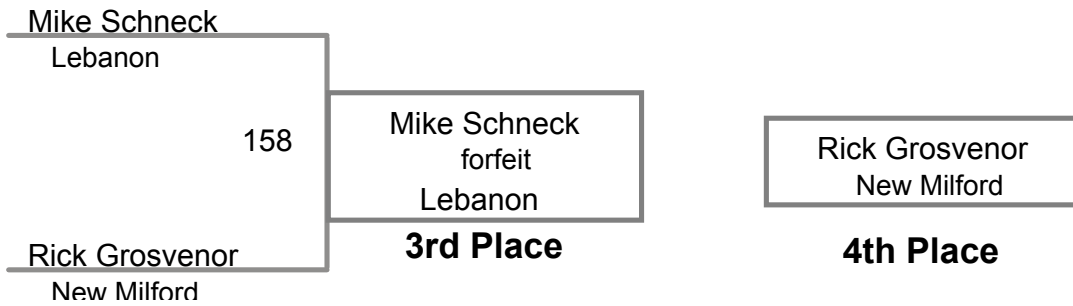 Mike Schneck
Lebanon
158
Mike Schneck
forfeit
Lebanon
3rd Place
Rick Grosvenor
New Milford
4th Place
Rick Grosvenor
New Milford